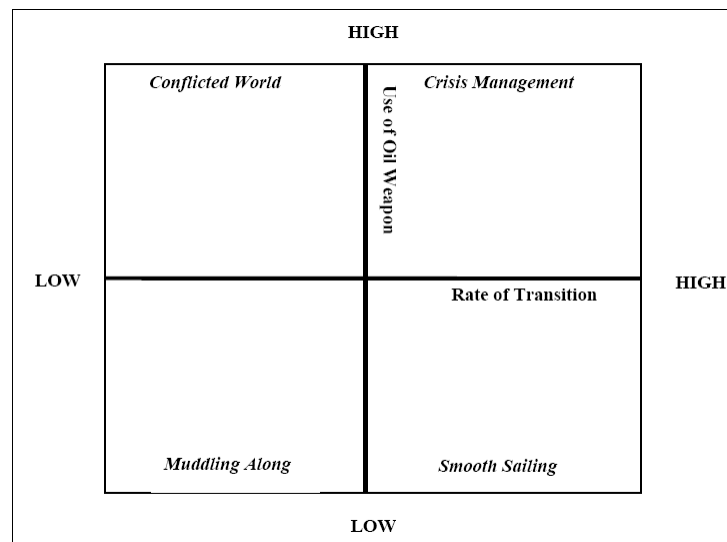 HIGH
Conflicted World
Crisis Management
Use of Oil Weapon
LOW
HIGH
Rate of Transition
Muddling Along
Smooth Sailing
LOW